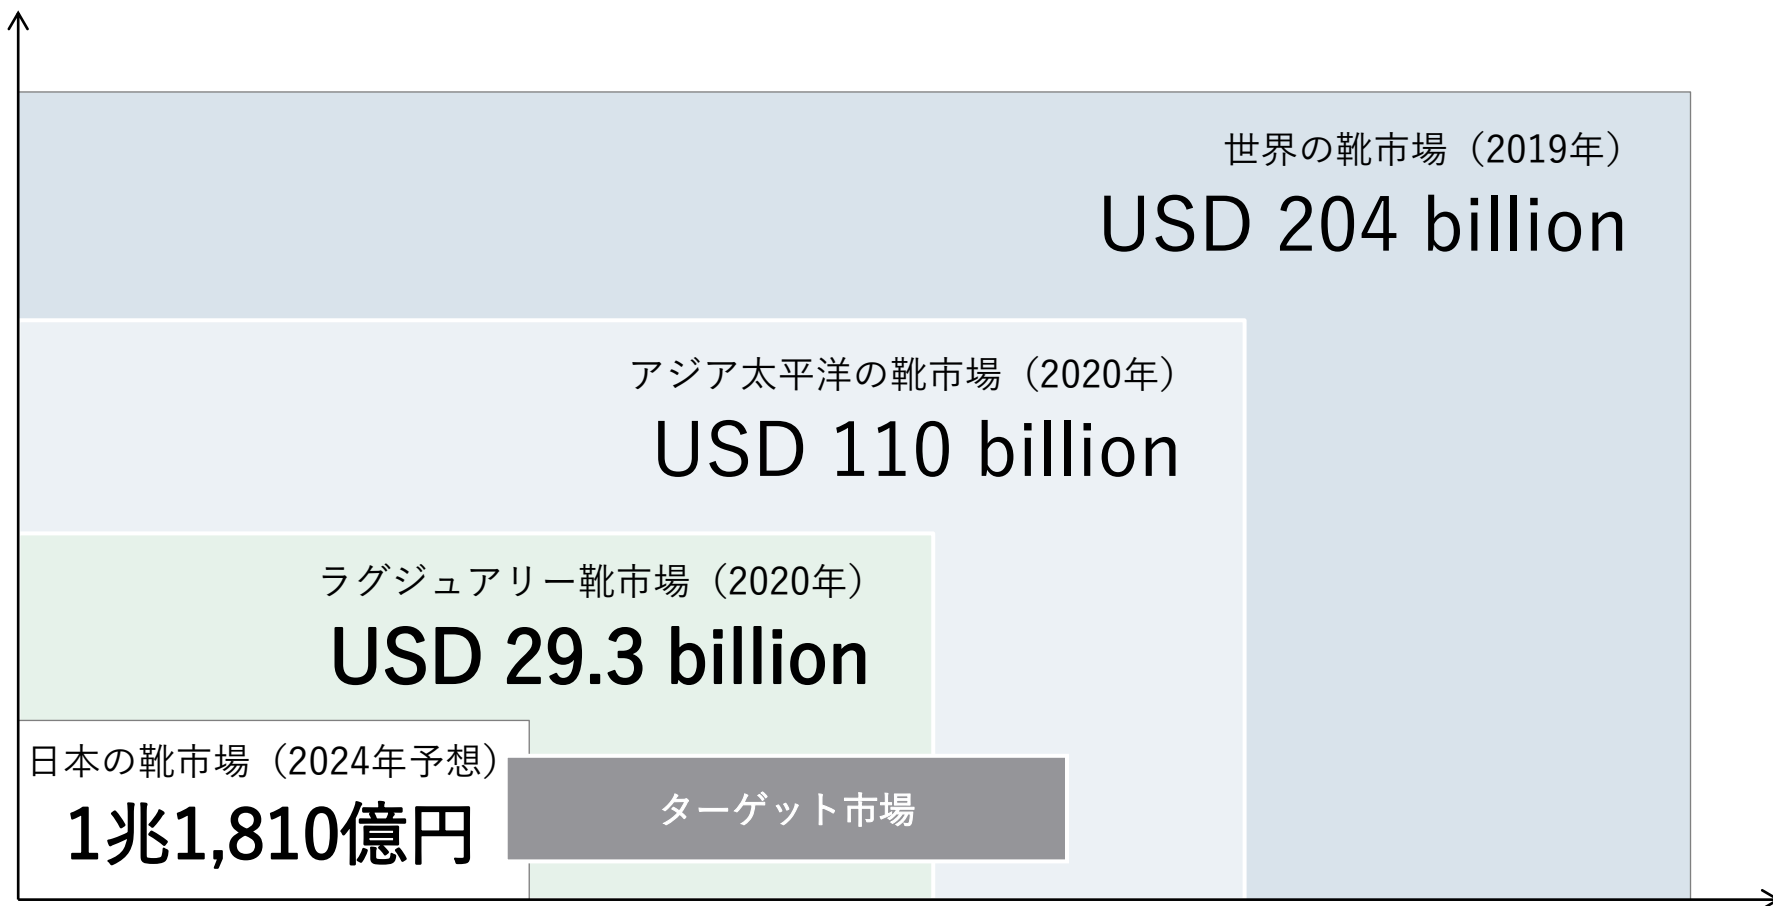 世界の靴市場（2019年）
USD 204 billion
アジア太平洋の靴市場（2020年）
USD 110 billion
ラグジュアリー靴市場（2020年）
USD 29.3 billion
日本の靴市場（2024年予想）
1兆1,810億円
ターゲット市場